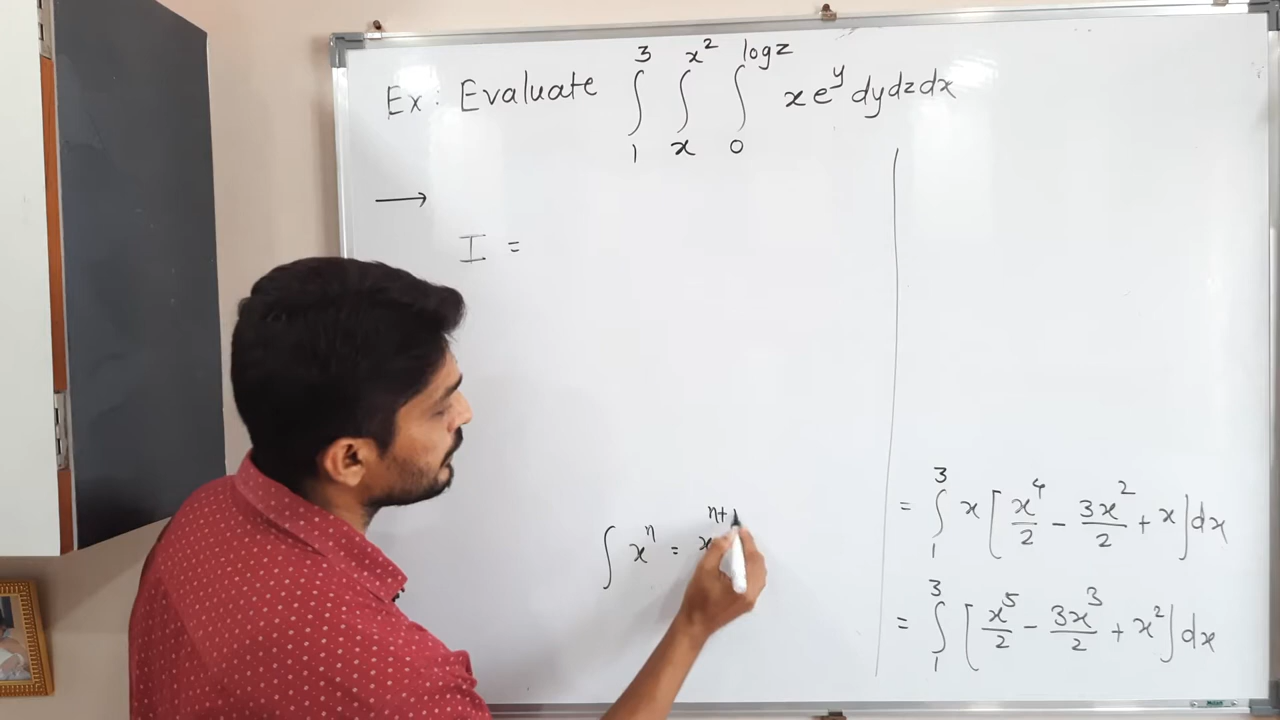 Ex: Evaluate ∫₁³ ∫ₓ^{x²} ∫₀^{log z} x e^y dy dz dx
→
I =
∫ x^n = x^{n+1}
= ∫₁³ x [x⁴/2 - 3x²/2 + x] dx
= ∫₁³ [x⁵/2 - 3x³/2 + x²] dx